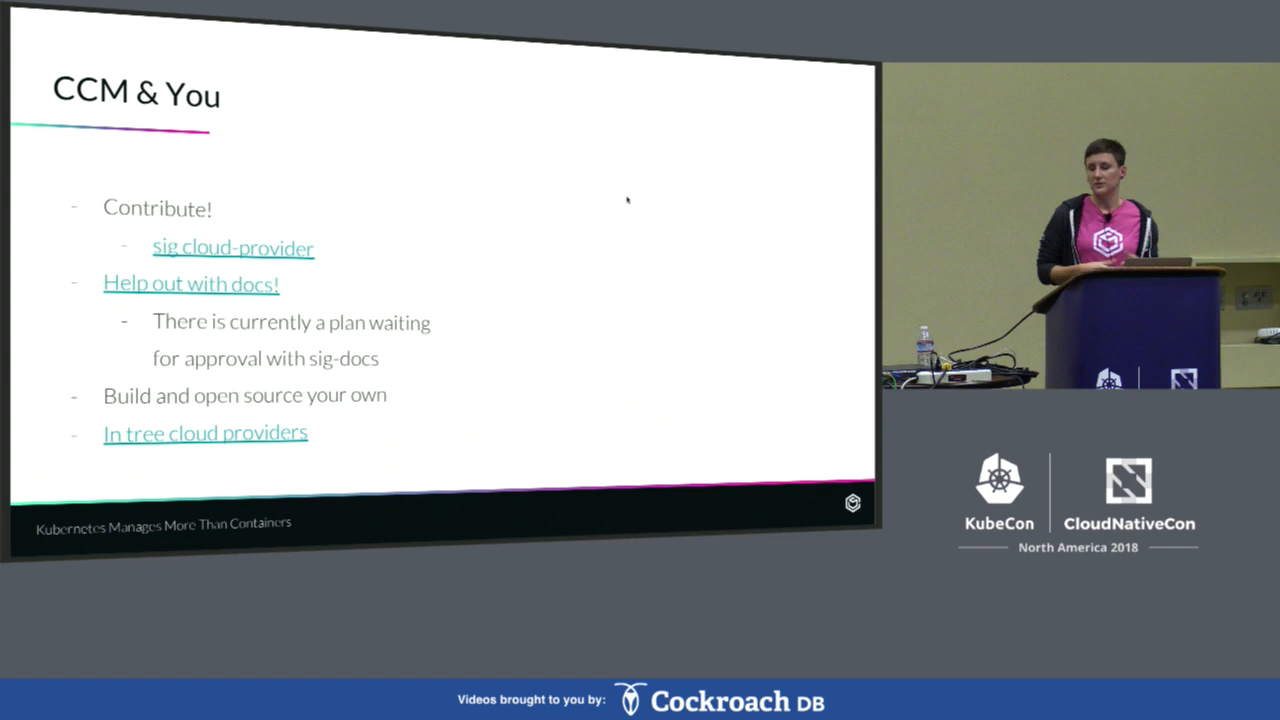 CCM & You
- Contribute!
- sig cloud-provider
- Help out with docs!
- There is currently a plan waiting
for approval with sig-docs
- Build and open source your own
- In tree cloud providers
Kubernetes Manages More Than Containers
KubeCon
CloudNativeCon
North America 2018
Videos brought to you by:
Cockroach DB